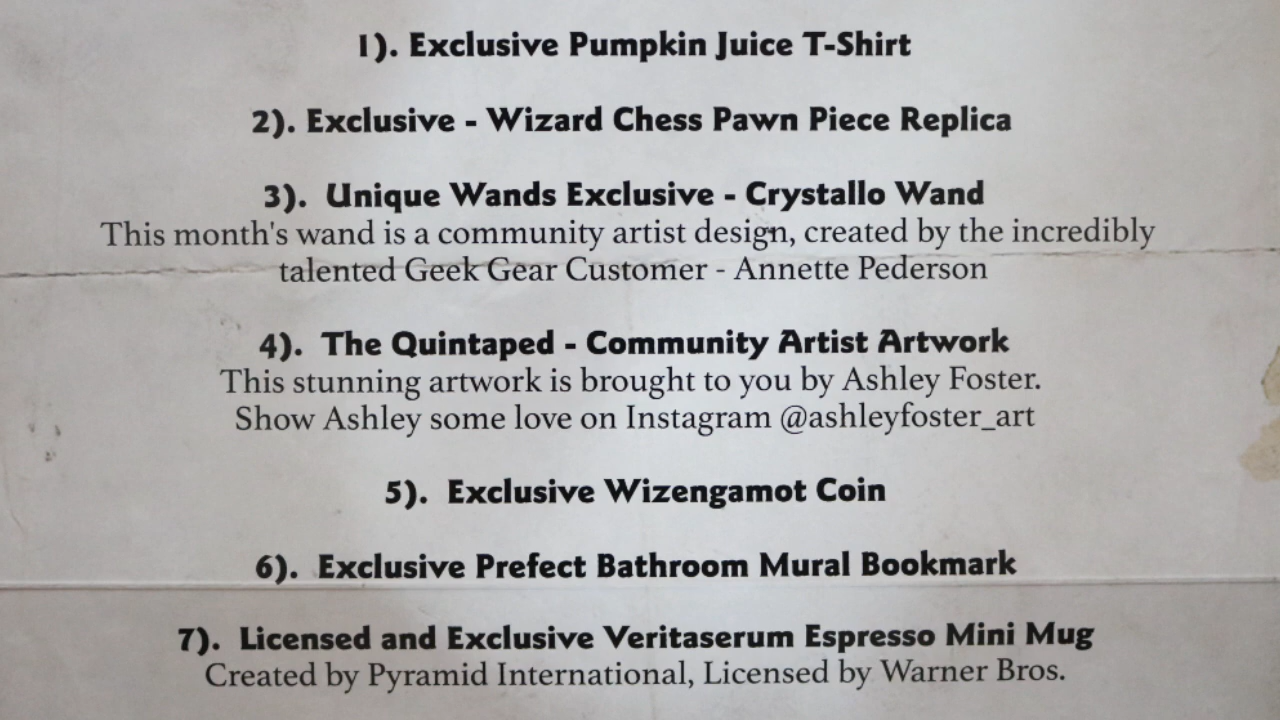 1). Exclusive Pumpkin Juice T-Shirt
2). Exclusive - Wizard Chess Pawn Piece Replica
3). Unique Wands Exclusive - Crystallo Wand
This month's wand is a community artist design, created by the incredibly
talented Geek Gear Customer - Annette Pederson
4). The Quintaped - Community Artist Artwork
This stunning artwork is brought to you by Ashley Foster.
Show Ashley some love on Instagram @ashleyfoster_art
5). Exclusive Wizengamot Coin
6). Exclusive Prefect Bathroom Mural Bookmark
7). Licensed and Exclusive Veritaserum Espresso Mini Mug
Created by Pyramid International, Licensed by Warner Bros.